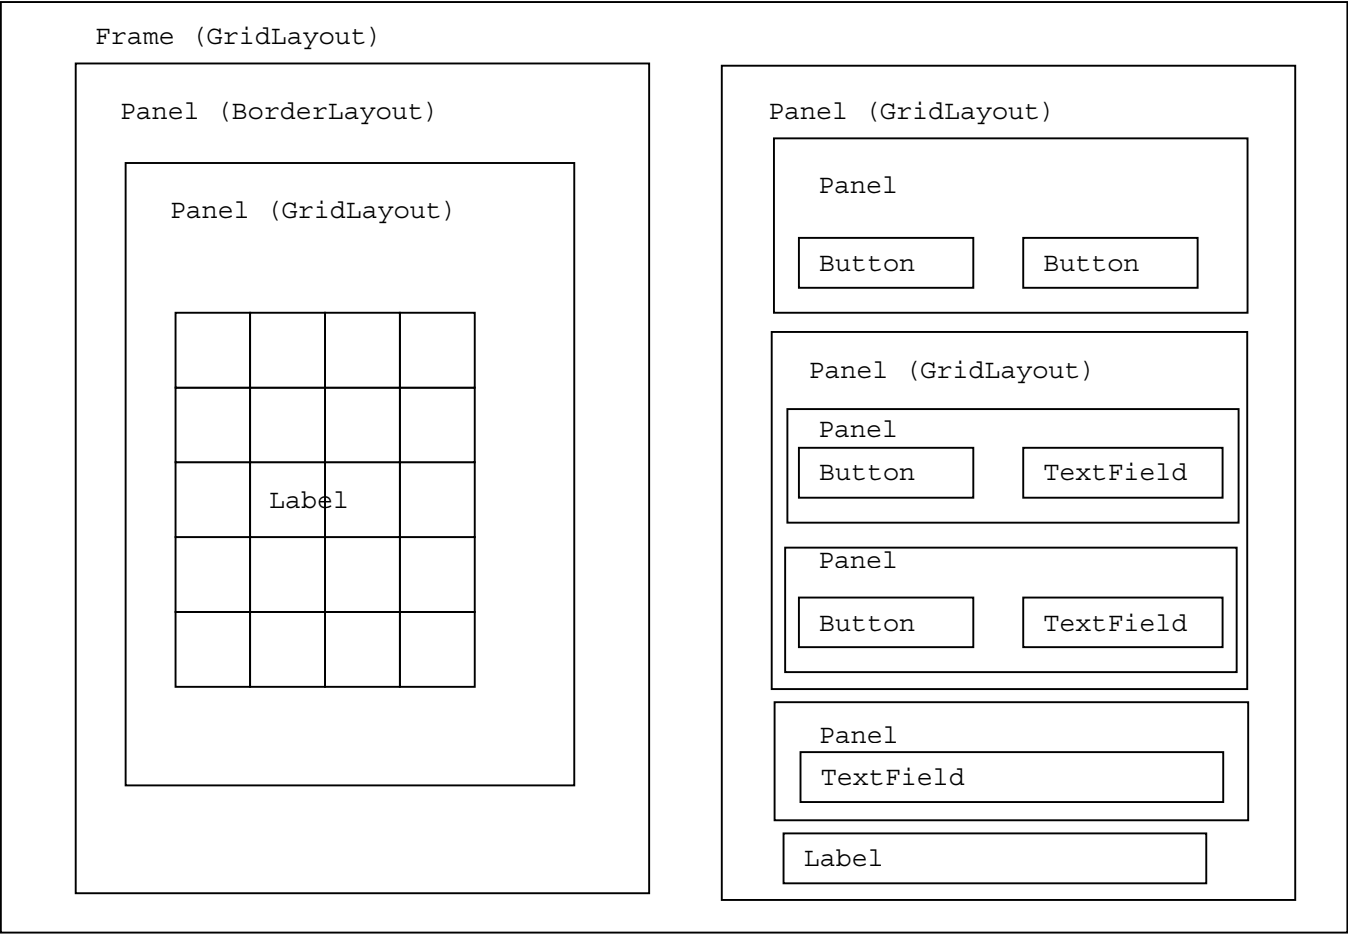 Frame (GridLayout)
Panel (BorderLayout)
Panel (GridLayout)
Label
Panel (GridLayout)
Panel
Button Button
Panel (GridLayout)
Panel
Button TextField
Panel
Button TextField
Panel
TextField
Label